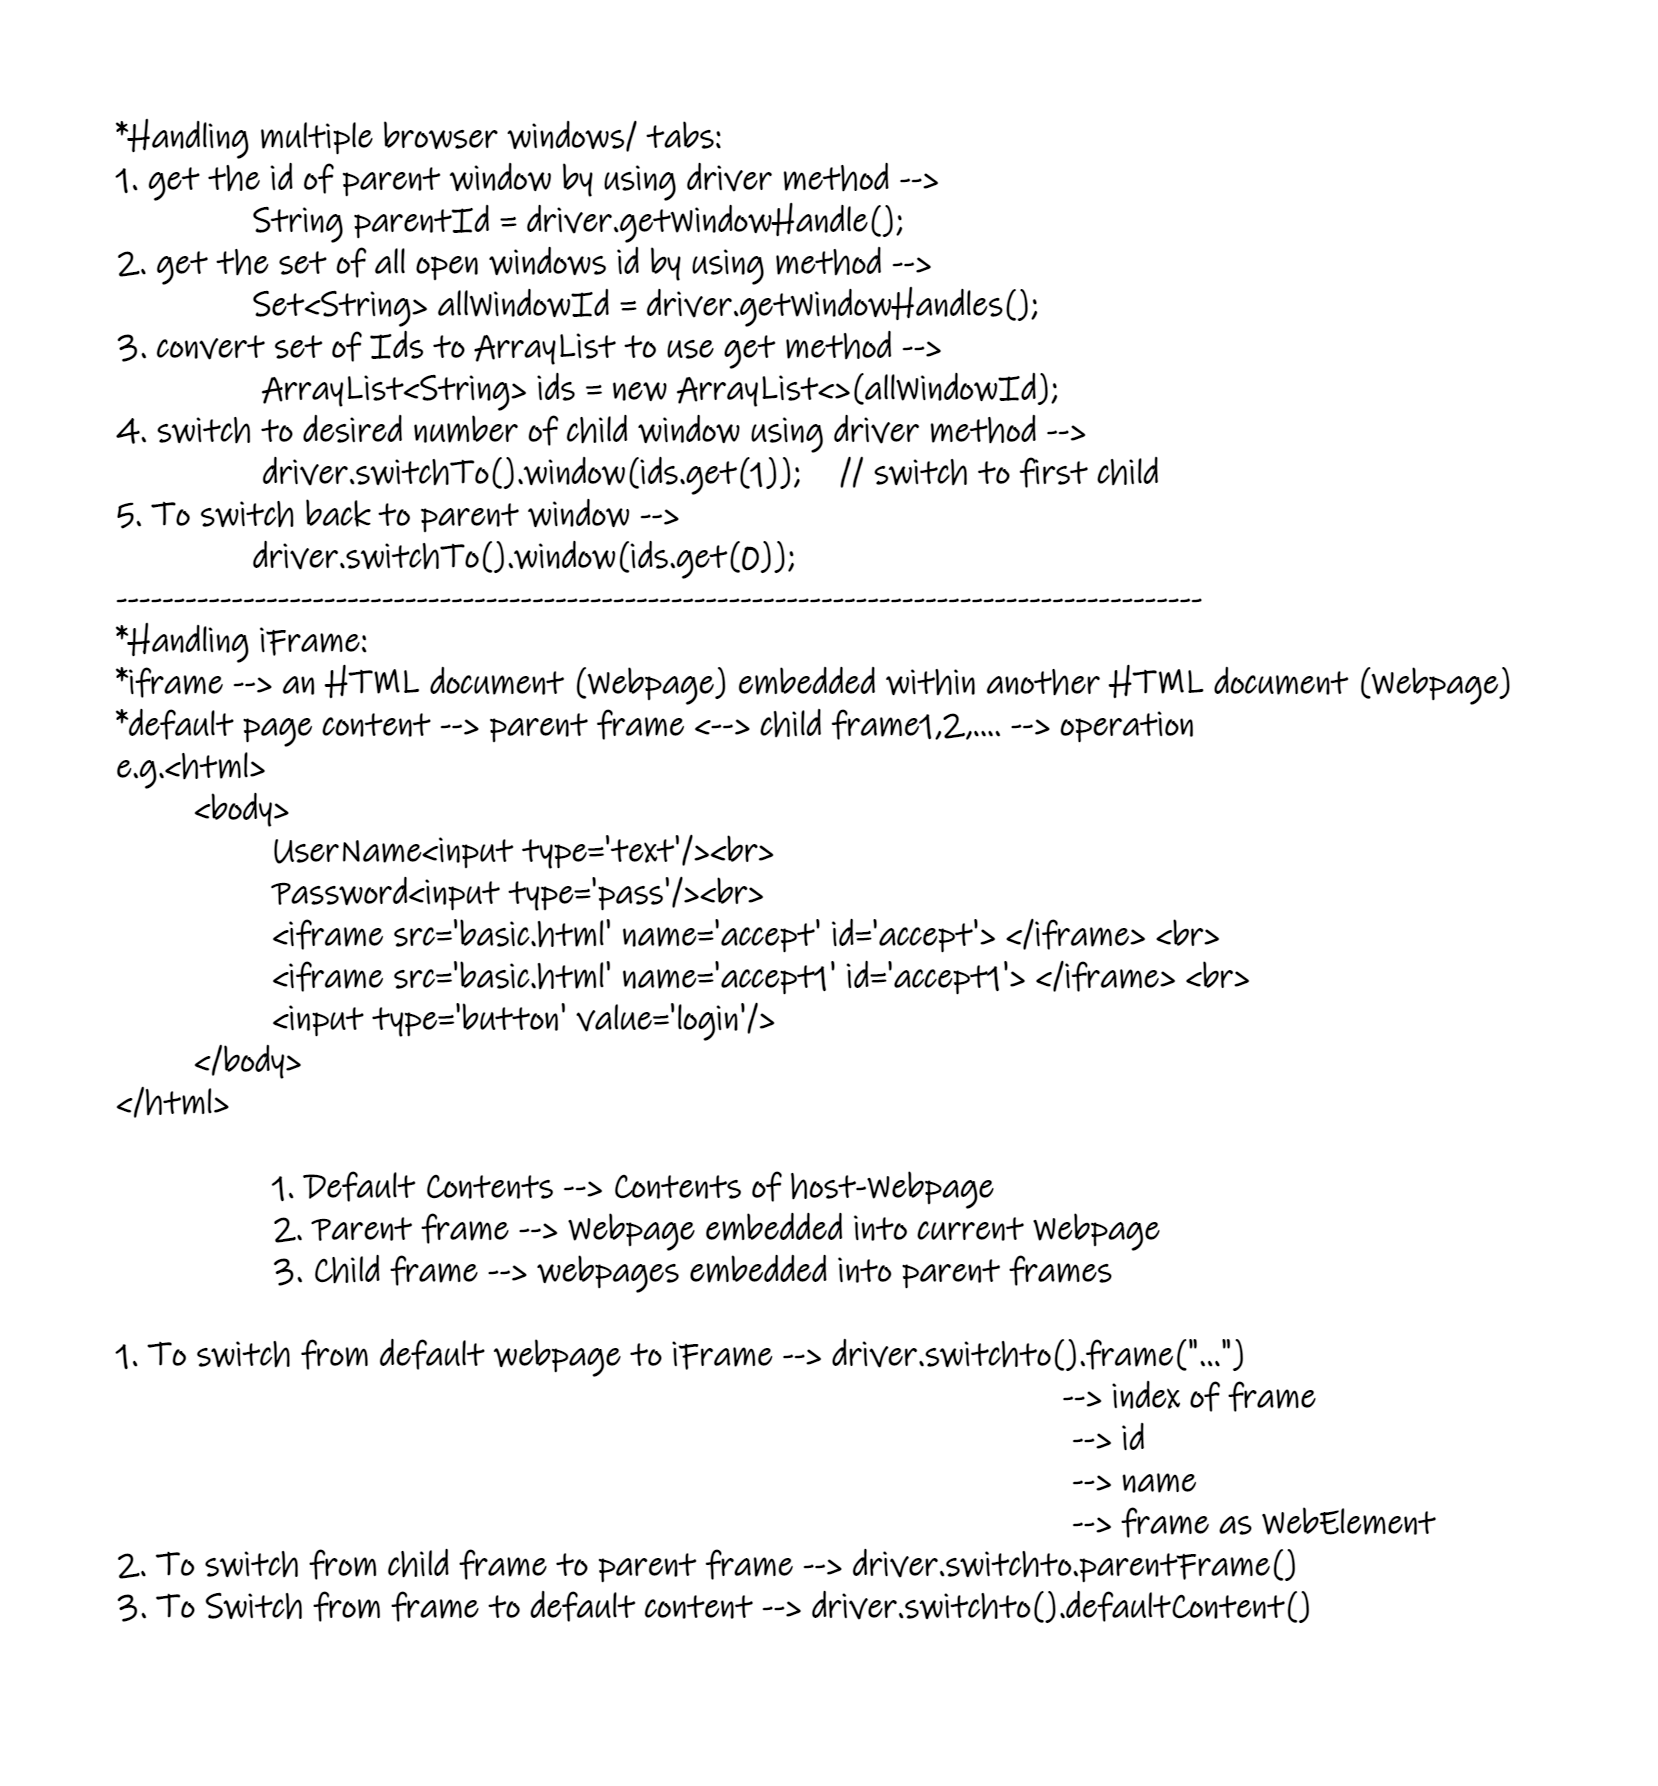 *Handling multiple browser windows/ tabs:
1. get the id of parent window by using driver method -->
String parentId = driver.getWindowHandle();
2. get the set of all open windows id by using method -->
Set<String> allWindowId = driver.getWindowHandles();
3. convert set of Ids to ArrayList to use get method -->
ArrayList<String> ids = new ArrayList<>(allWindowId);
4. switch to desired number of child window using driver method -->
driver.switchTo().window(ids.get(1));    // switch to first child
5. To switch back to parent window -->
driver.switchTo().window(ids.get(0));
----------------------------------------------------------------------------------------------
*Handling iFrame:
*iframe --> an HTML document (Webpage) embedded within another HTML document (Webpage)
*default page content --> parent frame <--> child frame1,2,.... --> operation
e.g.<html>
<body>
UserName<input type='text'/><br>
Password<input type='pass'/><br>
<iframe src='basic.html' name='accept' id='accept'> </iframe> <br>
<iframe src='basic.html' name='accept1' id='accept1'> </iframe> <br>
<input type='button' value='login'/>
</body>
</html>
1. Default Contents --> Contents of host-Webpage
2. Parent frame --> Webpage embedded into current Webpage
3. Child frame --> webpages embedded into parent frames
1. To switch from default webpage to iFrame --> driver.switchto().frame("...")
--> index of frame
--> id
--> name
--> frame as WebElement
2. To switch from child frame to parent frame --> driver.switchto.parentFrame()
3. To Switch from frame to default content --> driver.switchto().defaultContent()